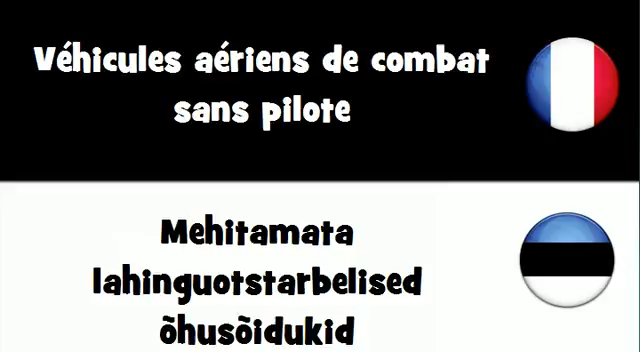 Véhicules aériens de combat
sans pilote
Mehitamata
lahinguotstarbelised
õhusõidukid